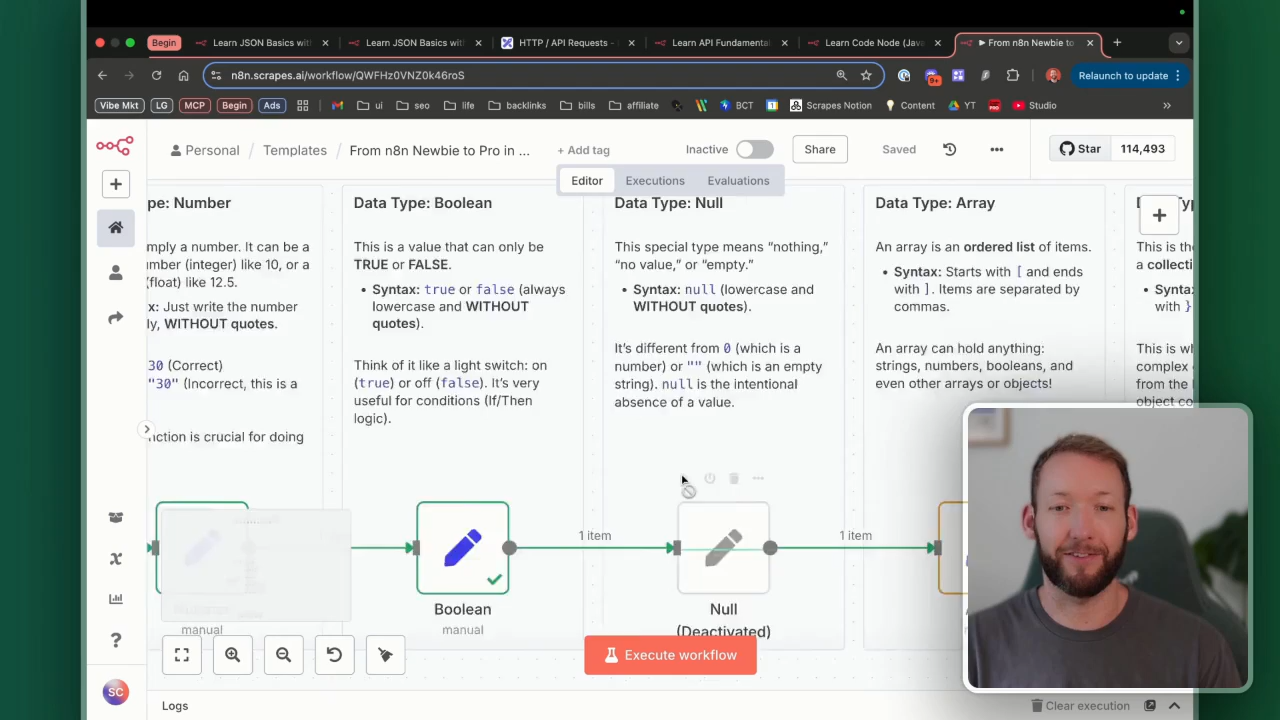 Begin
Learn JSON Basics wit
Learn JSON Basics wit
HTTP / API Requests -
Learn API Fundamental
Learn Code Node (Java
From n8n Newbie to
n8n.scrapes.ai/workflow/QWFHz0VNZ0k46roS
9+
Relaunch to update
Vibe Mkt
LG
MCP
Begin
Ads
ui
seo
life
backlinks
bills
affiliate
BCT
Scrapes Notion
Content
YT
Studio
Personal / Templates / From n8n Newbie to Pro in ...
+ Add tag
Inactive
Share
Saved
Star
114,493
Editor
Executions
Evaluations
pe: Number
mply a number. It can be a
umber (integer) like 10, or a
(float) like 12.5.
x: Just write the number
ly, WITHOUT quotes.
30 (Correct)
"30" (Incorrect, this is a
nction is crucial for doing
Data Type: Boolean
This is a value that can only be
TRUE or FALSE.
• Syntax: true or false (always
lowercase and WITHOUT
quotes).
Think of it like a light switch: on
(true) or off (false). It's very
useful for conditions (If/Then
logic).
Data Type: Null
This special type means “nothing,”
“no value,” or “empty.”
• Syntax: null (lowercase and
WITHOUT quotes).
It’s different from 0 (which is a
number) or "" (which is an empty
string). null is the intentional
absence of a value.
Data Type: Array
An array is an ordered list of items.
• Syntax: Starts with [ and ends
with ]. Items are separated by
commas.
An array can hold anything:
strings, numbers, booleans, and
even other arrays or objects!
This is the
a collecti
• Synta
with }
This is wh
complex
from the
object co
1 item
1 item
Boolean
manual
Null
(Deactivated)
manual
Execute workflow
SC
Logs
Clear execution